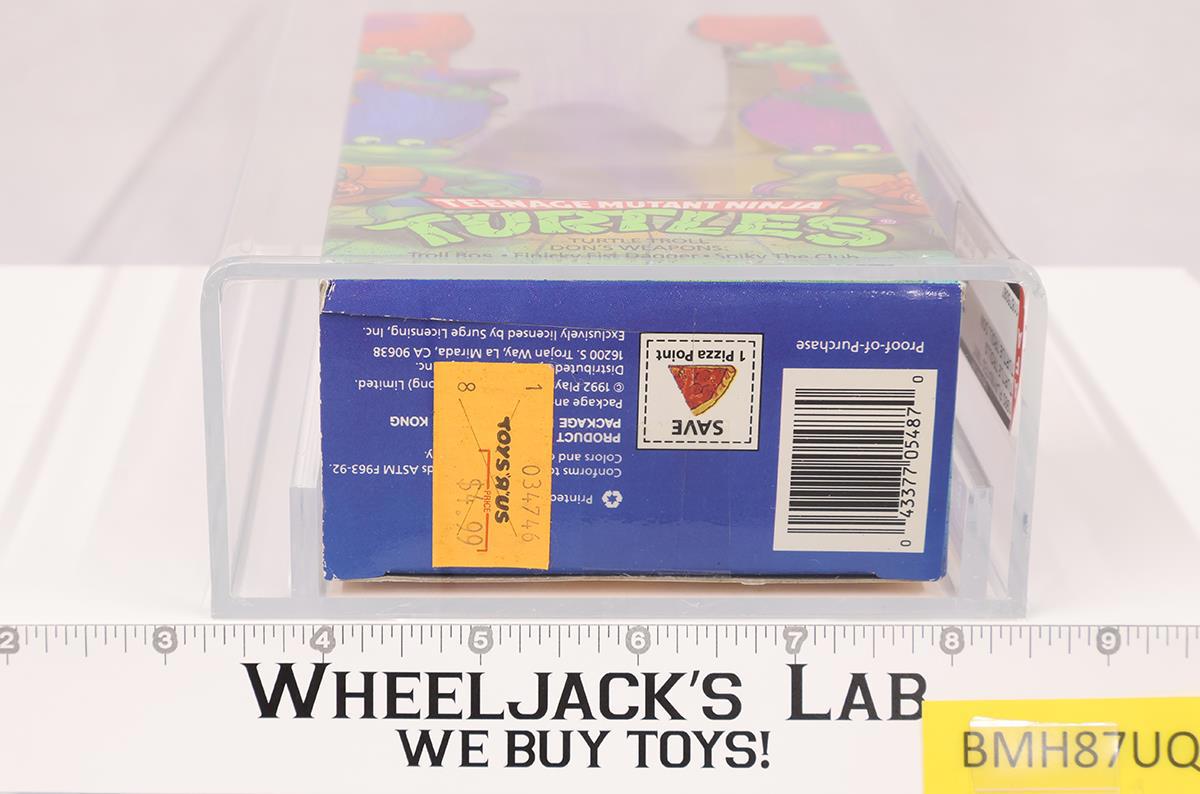 TEENAGE MUTANT NINJA
TURTLES
®
TURTLE TROLL
DON'S WEAPONS:
Troll Bos • Finicky Fist Dagger • Spiky The Club
Proof-of-Purchase
0 43377 05487 0
SAVE
1 Pizza Point
Printed
Conforms to ds ASTM F963-92.
Colors and y.
PRODUCT
PACKAGE KONG
Package an
© 1992 Play ong) Limited.
Distributed nc.
16200 S. Trojan Way, La Mirada, CA 90638
Exclusively licensed by Surge Licensing, Inc.
034746
TOYS"R"US
PRICE
$4.99
1 8
2 3 4 5 6 7 8 9
WHEELJACK'S LAB
WE BUY TOYS!
BMH87UQ